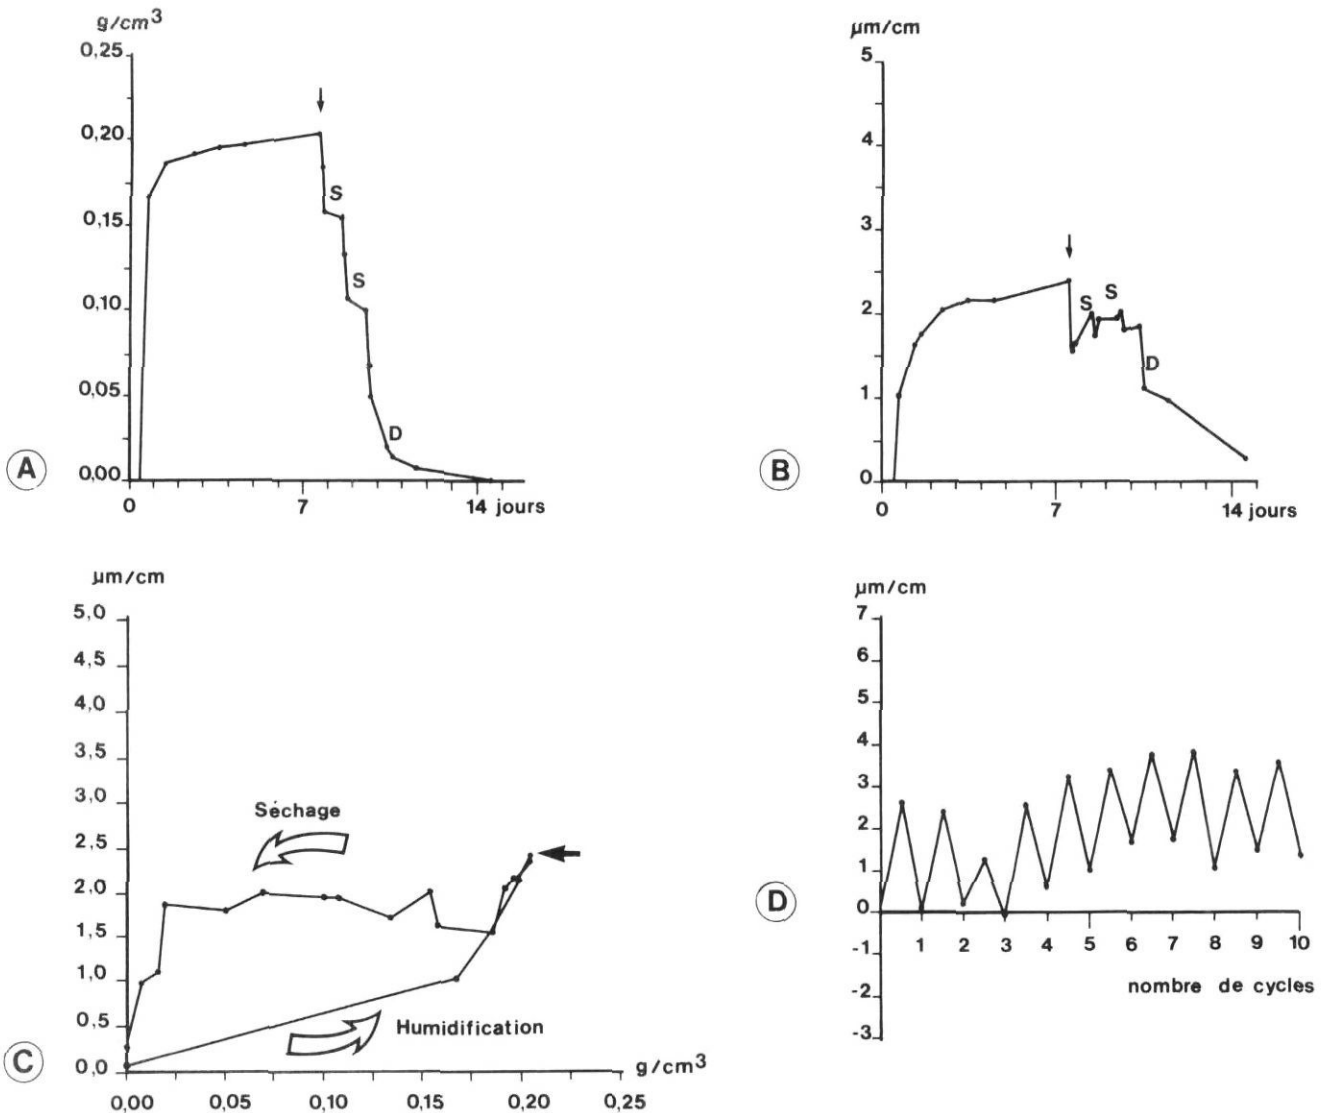 g/cm³
0,25
0,20
0,15
0,10
0,05
0,00
S
S
D
A
0 7 14 jours
µm/cm
5
4
3
2
1
0
S S
D
B
0 7 14 jours
µm/cm
5,0
4,5
4,0
3,5
3,0
2,5
2,0
1,5
1,0
0,5
0,0
Séchage
Humidification
C
g/cm³
0,00 0,05 0,10 0,15 0,20 0,25
µm/cm
7
6
5
4
3
2
1
0
-1
-2
-3
D
1 2 3 4 5 6 7 8 9 10
nombre de cycles